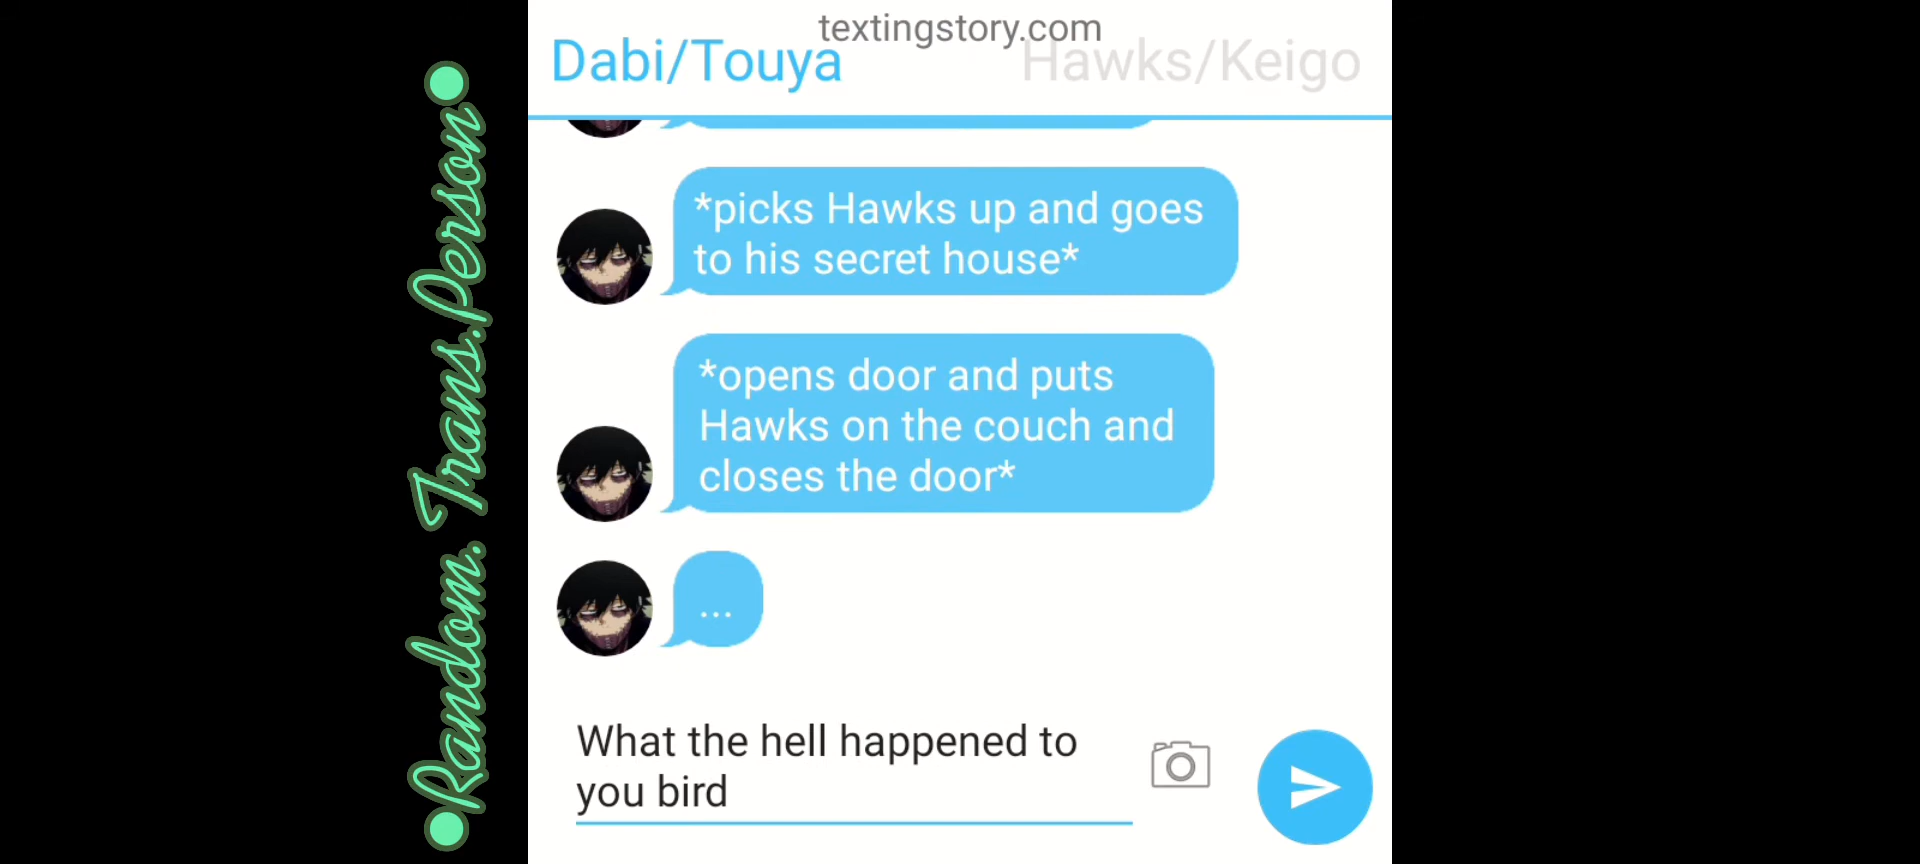 textingstory.com
Dabi/Touya
Hawks/Keigo
*picks Hawks up and goes
to his secret house*
*opens door and puts
Hawks on the couch and
closes the door*
...
What the hell happened to
you bird
•Random.Trans.Person•